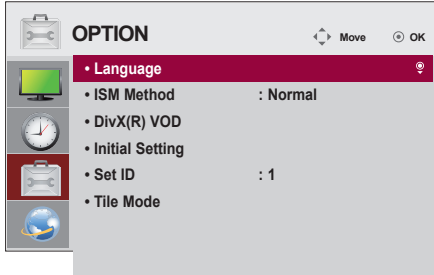 OPTION Move OK
• Language
• ISM Method : Normal
• DivX(R) VOD
• Initial Setting
• Set ID : 1
• Tile Mode